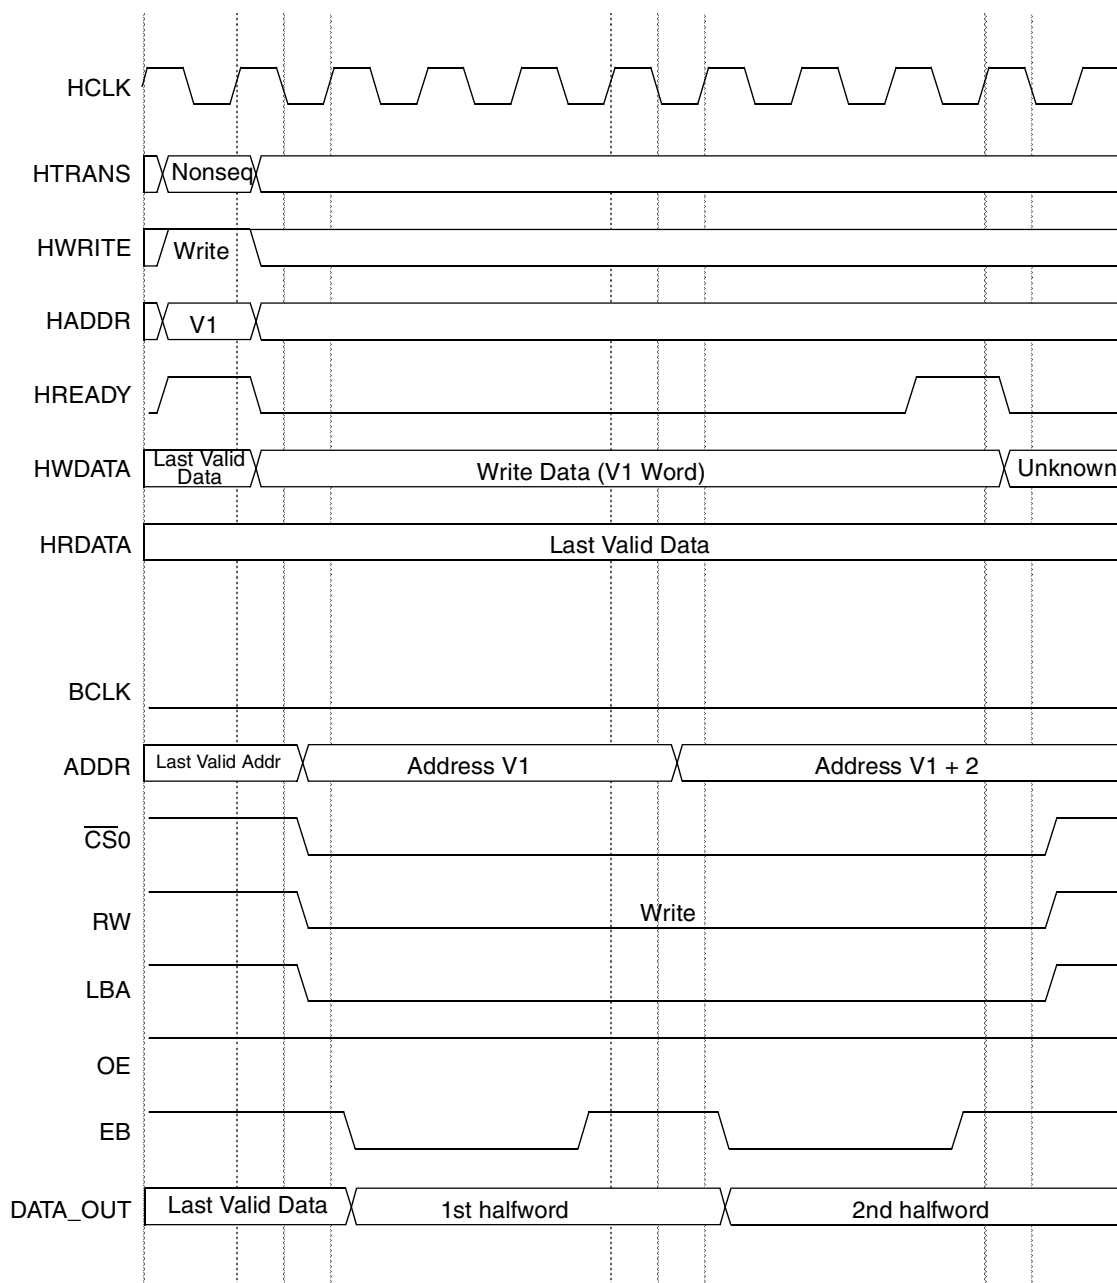 HCLK
HTRANS Nonseq
HWRITE Write
HADDR V1
HREADY
HWDATA Last Valid Data Write Data (V1 Word) Unknown
HRDATA Last Valid Data
BCLK
ADDR Last Valid Addr Address V1 Address V1 + 2
CS0
RW Write
LBA
OE
EB
DATA_OUT Last Valid Data 1st halfword 2nd halfword